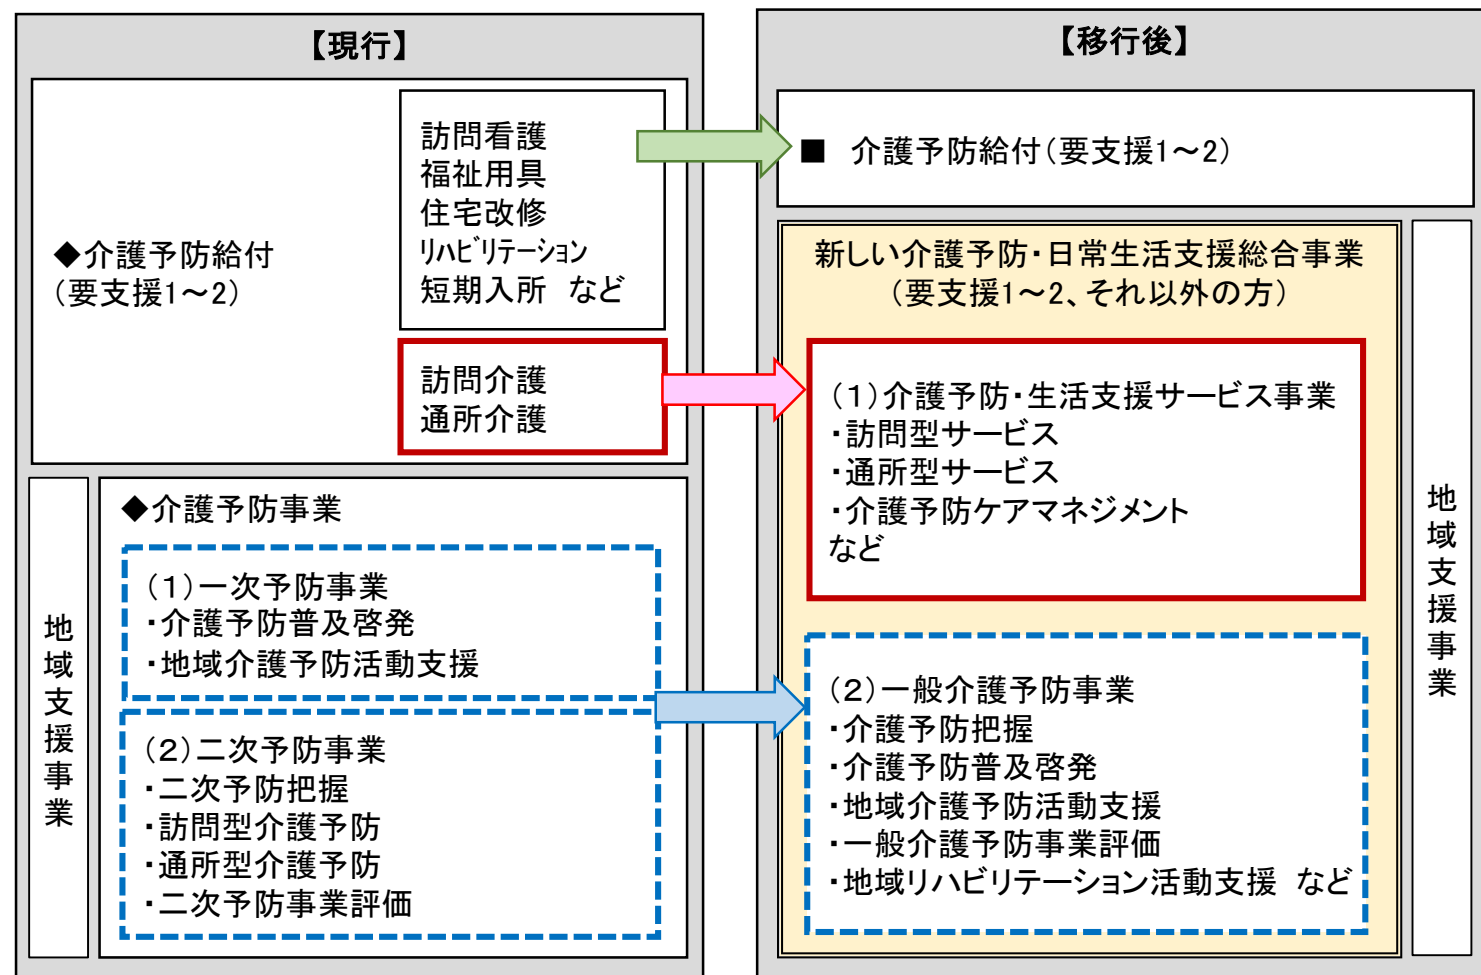 【現行】
◆介護予防給付
（要支援1～2）
訪問看護
福祉用具
住宅改修
ﾘﾊﾋﾞﾘﾃｰｼｮﾝ
短期入所　など
訪問介護
通所介護
地域支援事業
◆介護予防事業
（1）一次予防事業
・介護予防普及啓発
・地域介護予防活動支援
（2）二次予防事業
・二次予防把握
・訪問型介護予防
・通所型介護予防
・二次予防事業評価
【移行後】
■　介護予防給付（要支援1～2）
新しい介護予防・日常生活支援総合事業
（要支援1～2、それ以外の方）
（1）介護予防・生活支援サービス事業
・訪問型サービス
・通所型サービス
・介護予防ケアマネジメント
など
（2）一般介護予防事業
・介護予防把握
・介護予防普及啓発
・地域介護予防活動支援
・一般介護予防事業評価
・地域リハビリテーション活動支援　など
地域支援事業